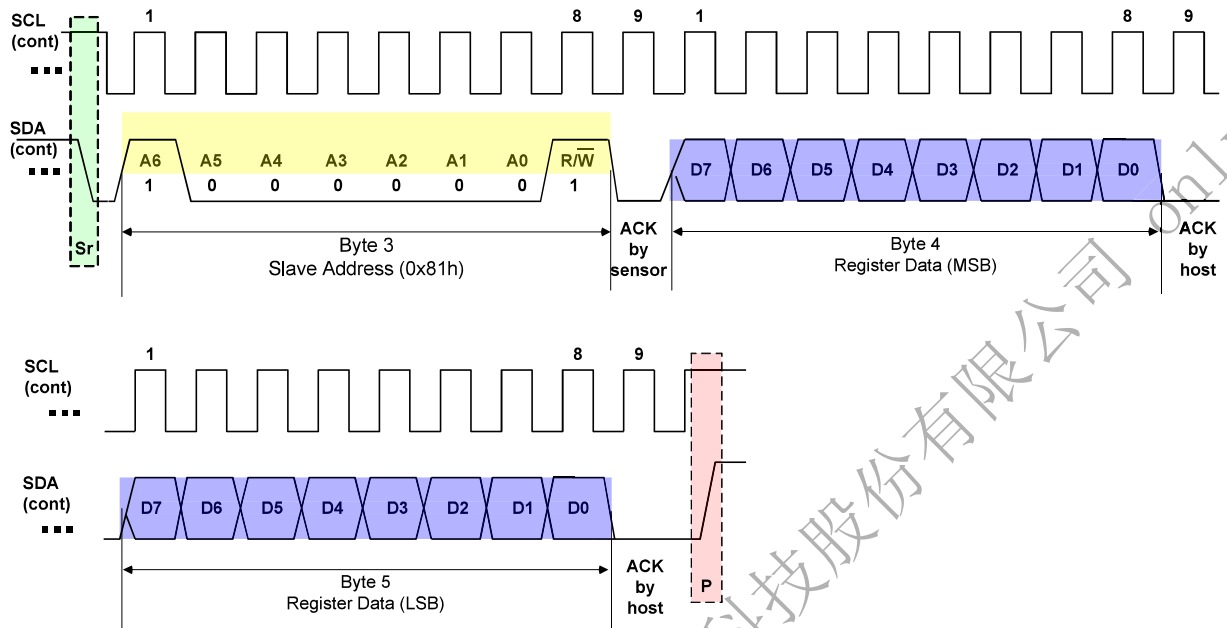 SCL 1 8 9 1 8 9
(cont)
SDA
(cont)
A6 A5 A4 A3 A2 A1 A0 R/W̅ D7 D6 D5 D4 D3 D2 D1 D0
1 0 0 0 0 0 0 1
Sr
Byte 3
Slave Address (0x81h)
ACK
by
sensor
Byte 4
Register Data (MSB)
ACK
by
host
SCL 1 8 9
(cont)
SDA
(cont)
D7 D6 D5 D4 D3 D2 D1 D0
Byte 5
Register Data (LSB)
ACK
by
host
P
科技股份有限公司 only